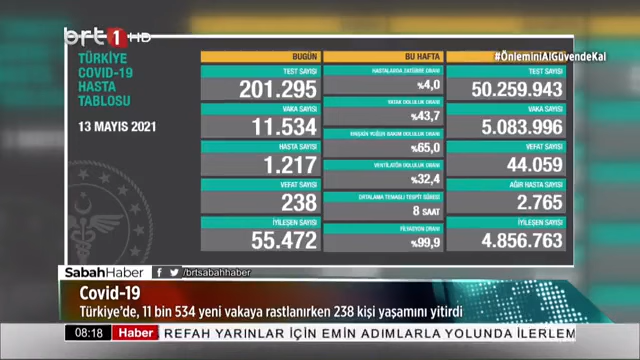 brt 1 HD
#ÖnleminiAlGüvendeKal
TÜRKİYE
COVID-19
HASTA
TABLOSU
13 MAYIS 2021
BUGÜN
TEST SAYISI
201.295
VAKA SAYISI
11.534
HASTA SAYISI
1.217
VEFAT SAYISI
238
İYİLEŞEN SAYISI
55.472
BU HAFTA
HASTALARDA ZATÜRRE ORANI
%4,0
YATAK DOLULUK ORANI
%43,7
ERİŞKİN YOĞUN BAKIM DOLULUK ORANI
%65,0
VENTİLATÖR DOLULUK ORANI
%32,4
ORTALAMA TEMASLI TESPİT SÜRESİ
8 SAAT
FİLYASYON ORANI
%99,9
TEST SAYISI
50.259.943
VAKA SAYISI
5.083.996
VEFAT SAYISI
44.059
AĞIR HASTA SAYISI
2.765
İYİLEŞEN SAYISI
4.856.763
SabahHaber
/brtsabahhaber
Covid-19
Türkiye'de, 11 bin 534 yeni vakaya rastlanırken 238 kişi yaşamını yitirdi
08:18 Haber REFAH YARINLAR İÇİN EMİN ADIMLARLA YOLUNDA İLERLEM